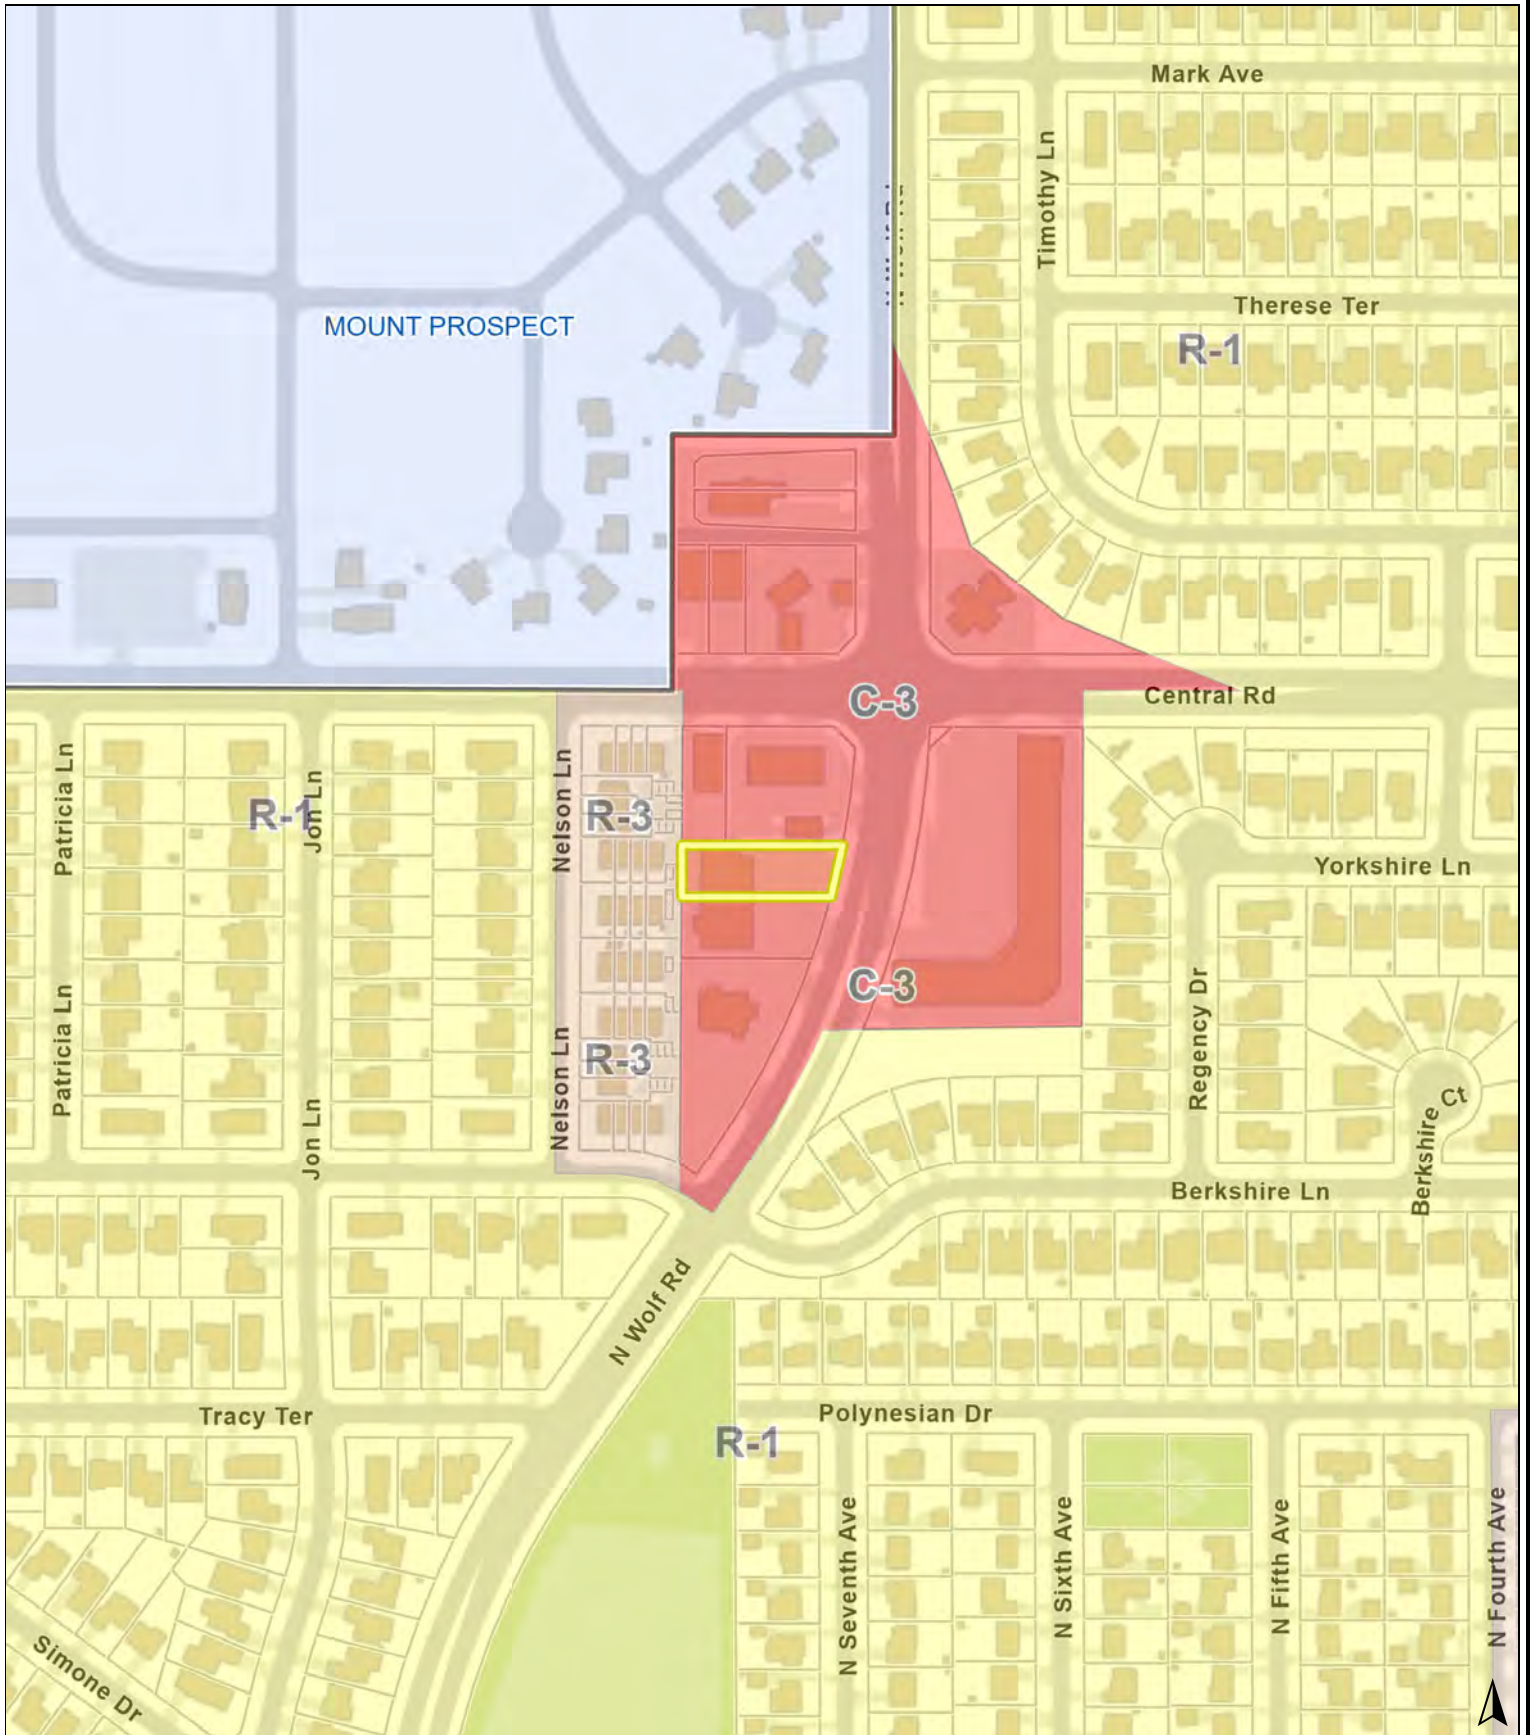 Mark Ave
Timothy Ln
Therese Ter
MOUNT PROSPECT
R-1
C-3
Central Rd
Patricia Ln
Jon Ln
R-1
Nelson Ln
R-3
Yorkshire Ln
C-3
Patricia Ln
Regency Dr
Nelson Ln
R-3
Jon Ln
Berkshire Ct
Berkshire Ln
N Wolf Rd
Tracy Ter
Polynesian Dr
R-1
N Seventh Ave
N Sixth Ave
N Fifth Ave
N Fourth Ave
Simone Dr